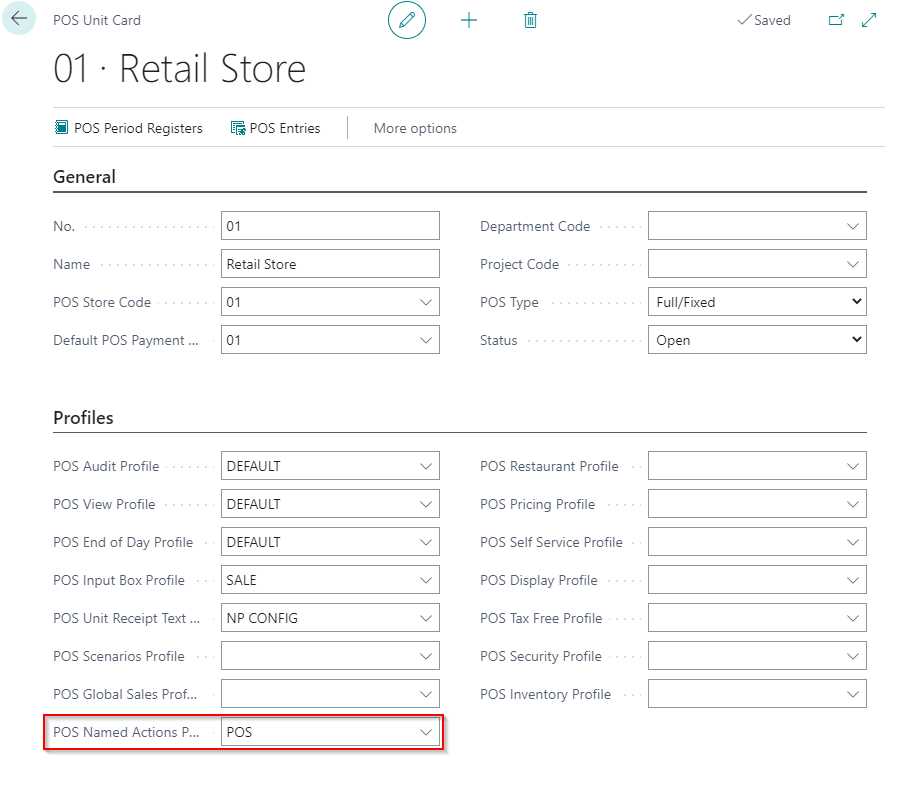 POS Unit Card
Saved
01 · Retail Store
POS Period Registers POS Entries More options
General
No. 01
Name Retail Store
POS Store Code 01
Default POS Payment ... 01
Department Code
Project Code
POS Type Full/Fixed
Status Open
Profiles
POS Audit Profile DEFAULT
POS View Profile DEFAULT
POS End of Day Profile DEFAULT
POS Input Box Profile SALE
POS Unit Receipt Text ... NP CONFIG
POS Scenarios Profile
POS Global Sales Prof...
POS Named Actions P... POS
POS Restaurant Profile
POS Pricing Profile
POS Self Service Profile
POS Display Profile
POS Tax Free Profile
POS Security Profile
POS Inventory Profile